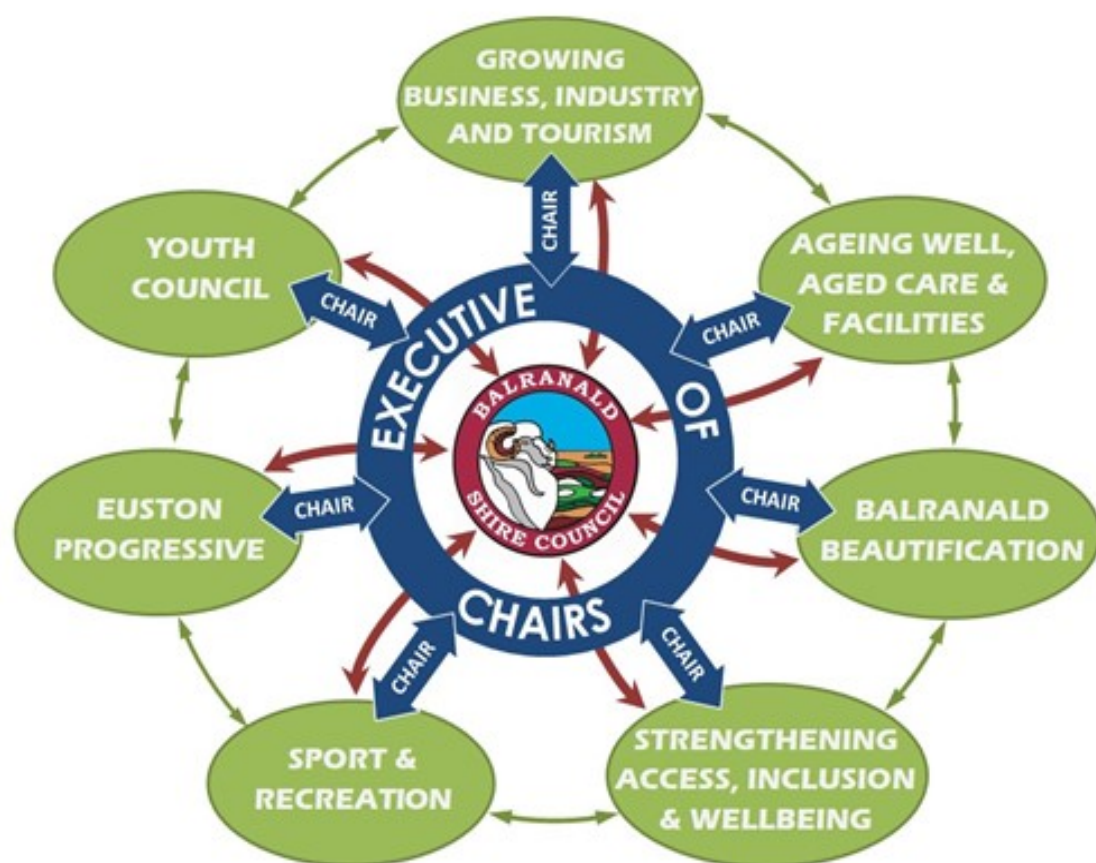 GROWING
BUSINESS, INDUSTRY
AND TOURISM
CHAIR
YOUTH
COUNCIL
CHAIR
AGEING WELL,
AGED CARE &
FACILITIES
CHAIR
EXECUTIVE
OF
CHAIRS
BALRANALD
SHIRE COUNCIL
EUSTON
PROGRESSIVE
CHAIR
BALRANALD
BEAUTIFICATION
CHAIR
SPORT &
RECREATION
CHAIR
STRENGTHENING
ACCESS, INCLUSION
& WELLBEING
CHAIR